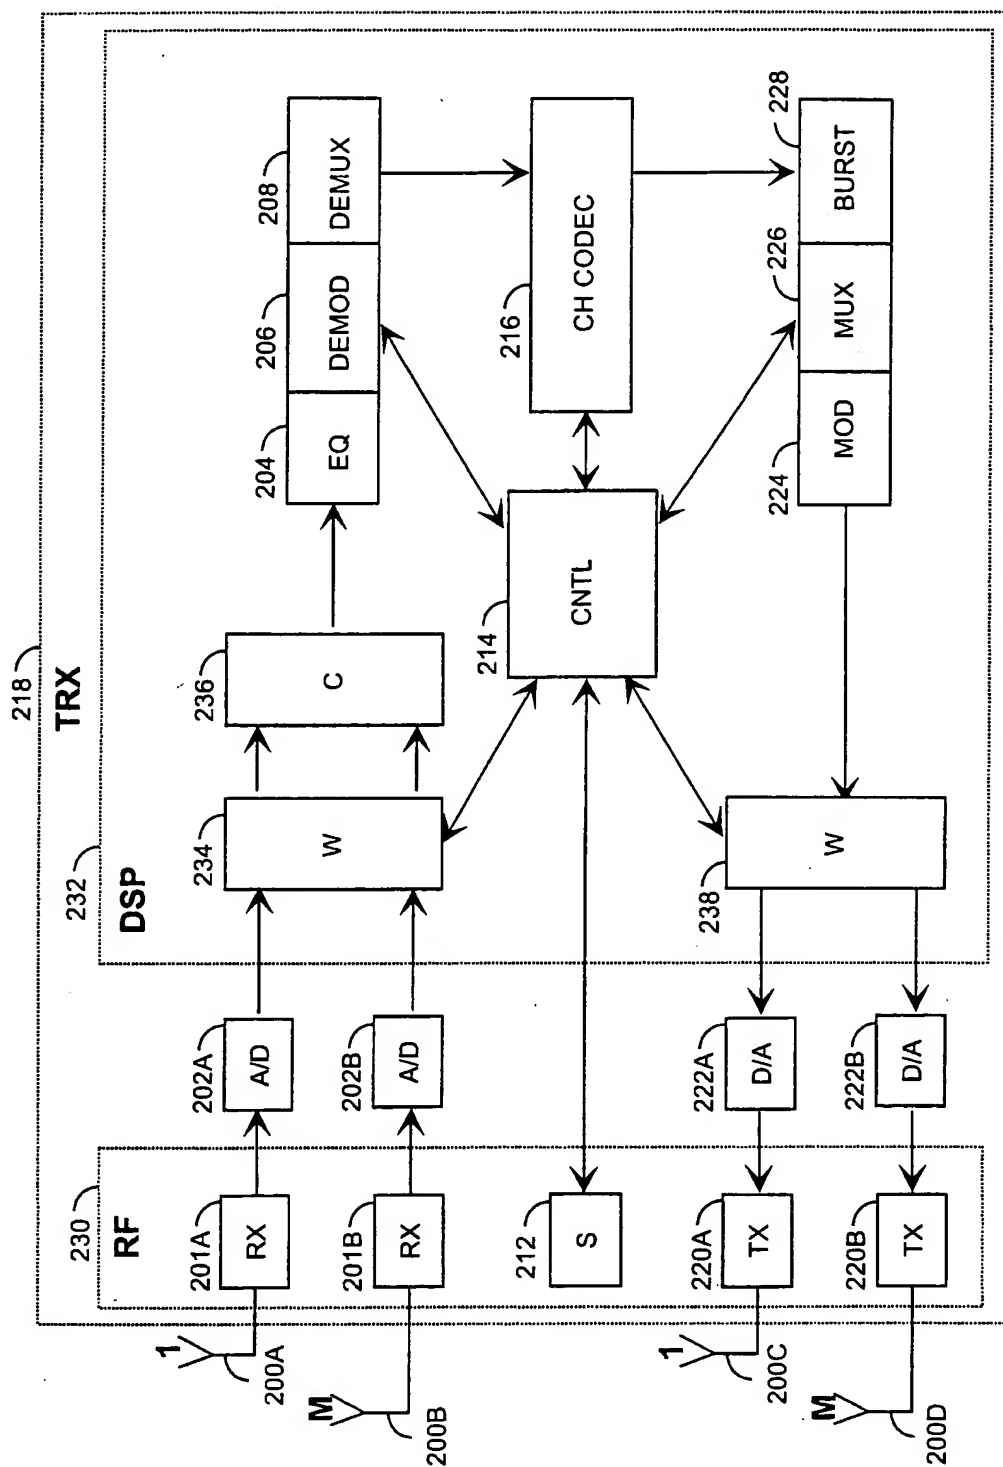 218
TRX
232
DSP
230
RF
1
200A
201A
RX
202A
A/D
234
W
236
C
204
EQ
206
DEMOD
208
DEMUX
M
200B
201B
RX
202B
A/D
212
S
214
CNTL
216
CH CODEC
1
200C
220A
TX
222A
D/A
238
W
224
MOD
226
MUX
228
BURST
M
200D
220B
TX
222B
D/A